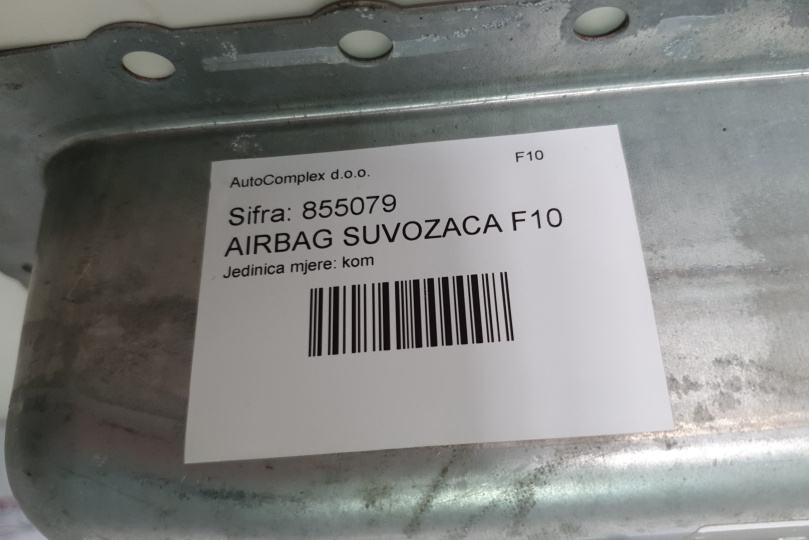 AutoComplex d.o.o. F10
Sifra: 855079
AIRBAG SUVOZACA F10
Jedinica mjere: kom